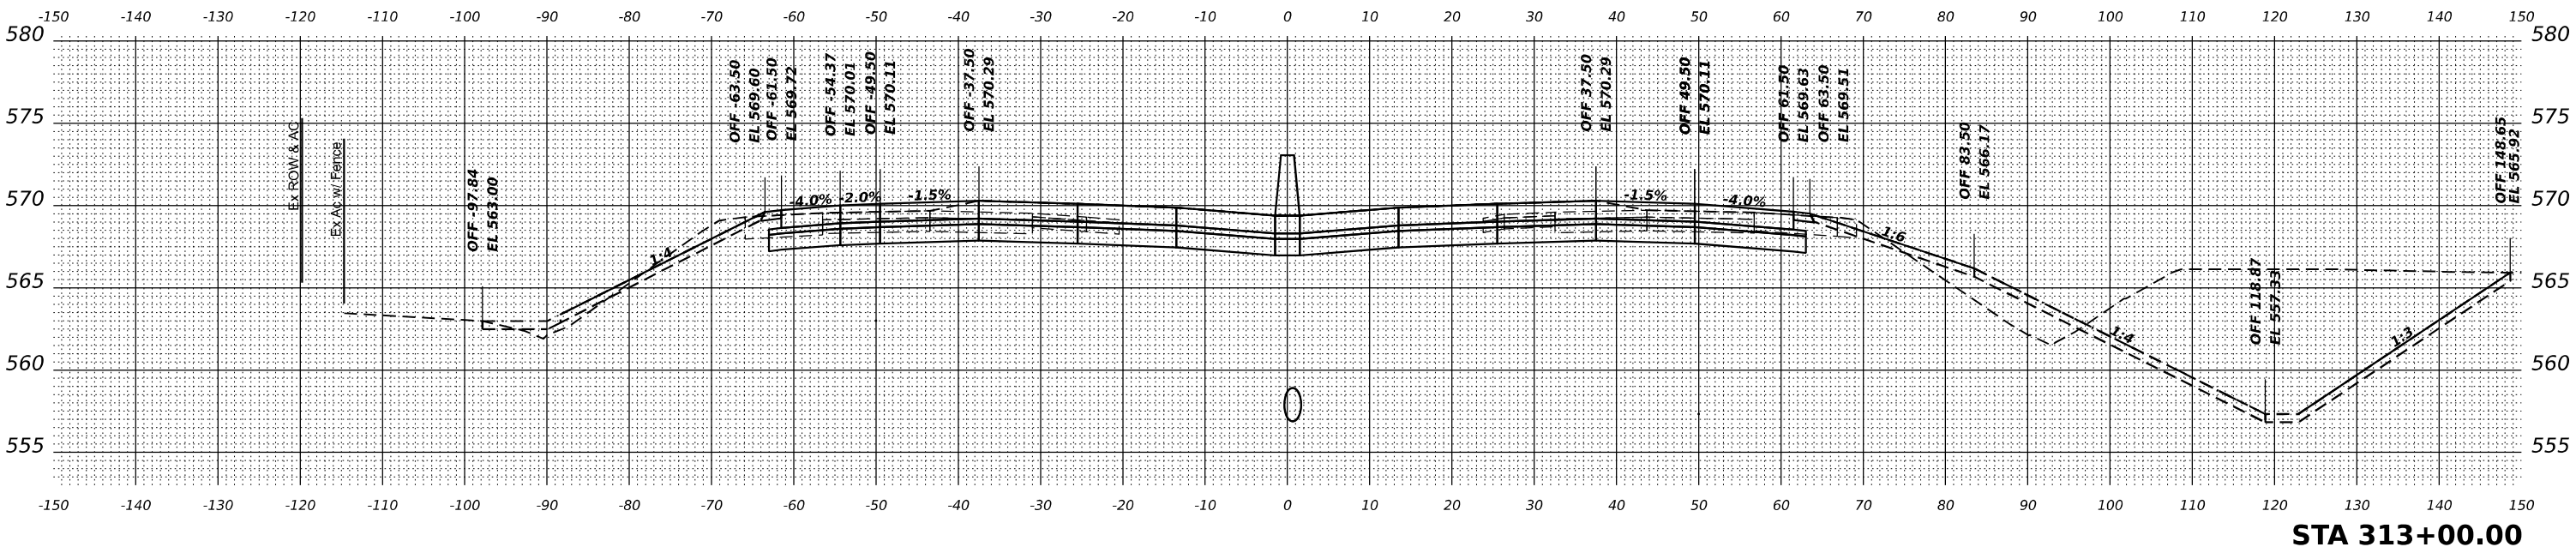 -150 -140 -130 -120 -110 -100 -90 -80 -70 -60 -50 -40 -30 -20 -10 0 10 20 30 40 50 60 70 80 90 100 110 120 130 140 150
580 580
575 575
570 570
565 565
560 560
555 555
Ex ROW & AC
Ex Ac w/ Fence
OFF -97.84
EL 563.00
OFF -63.50
EL 569.60
OFF -61.50
EL 569.72
OFF -54.37
EL 570.01
OFF -49.50
EL 570.11
OFF -37.50
EL 570.29
OFF 37.50
EL 570.29
OFF 49.50
EL 570.11
OFF 61.50
EL 569.63
OFF 63.50
EL 569.51
OFF 83.50
EL 566.17
OFF 118.87
EL 557.33
OFF 148.65
EL 565.92
1:4
-4.0%
-2.0%
-1.5%
-1.5%
-4.0%
1:6
1:4
1:3
-150 -140 -130 -120 -110 -100 -90 -80 -70 -60 -50 -40 -30 -20 -10 0 10 20 30 40 50 60 70 80 90 100 110 120 130 140 150
STA 313+00.00